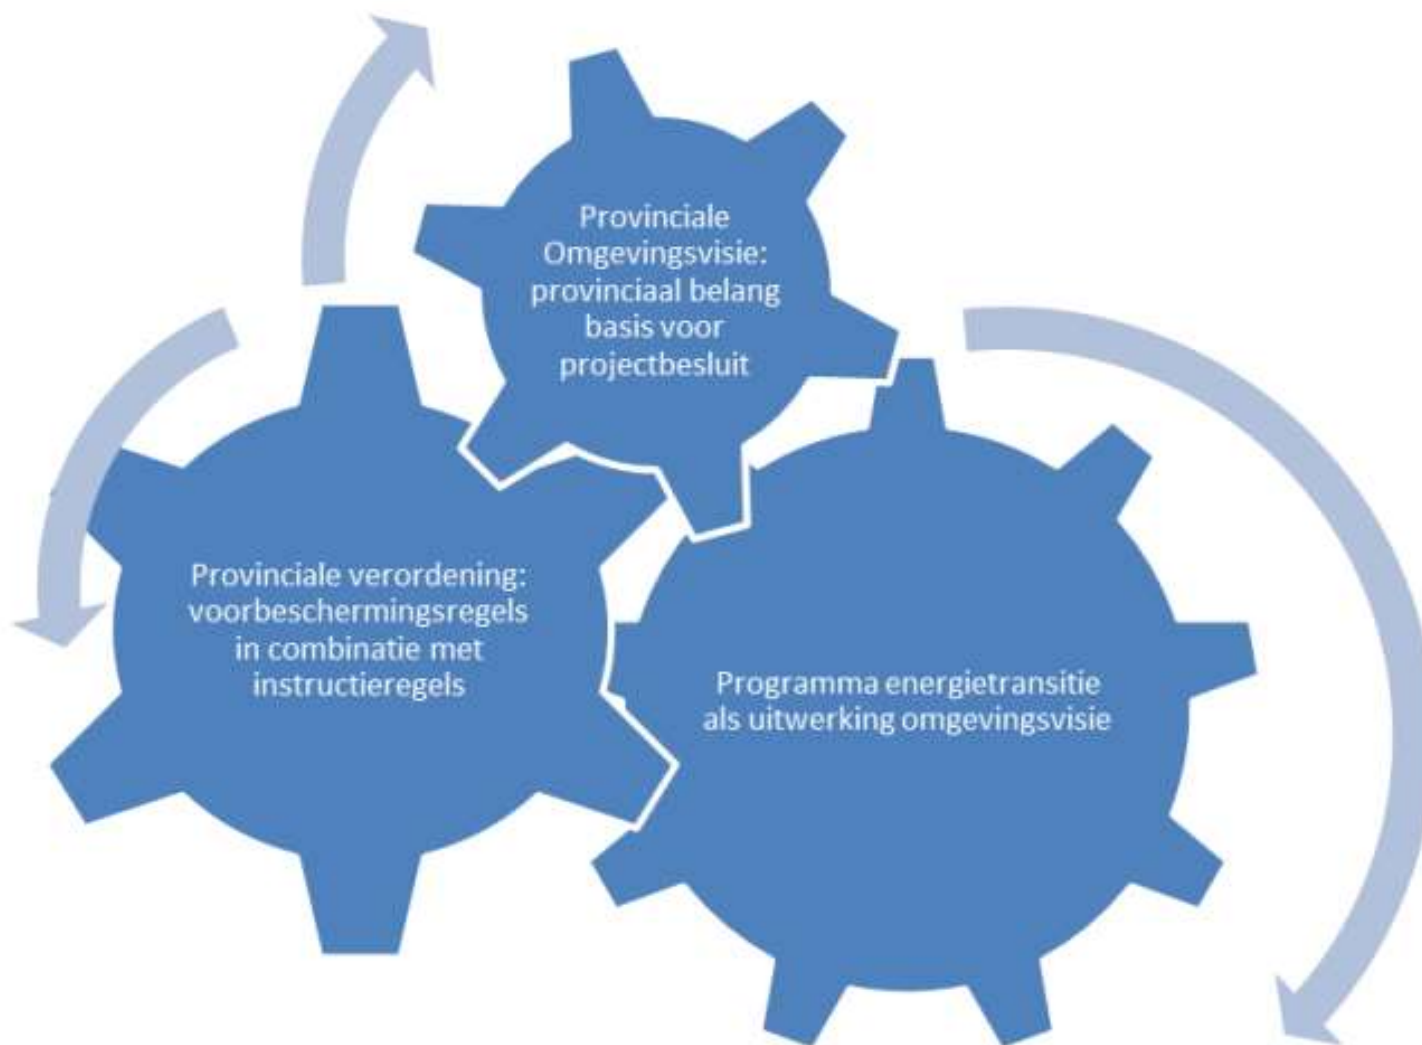 Provinciale
Omgevingsvisie:
provinciaal belang
basis voor
projectbesluit
Provinciale verordening:
voorbeschermingsregels
in combinatie met
instructieregels
Programma energietransitie
als uitwerking omgevingsvisie